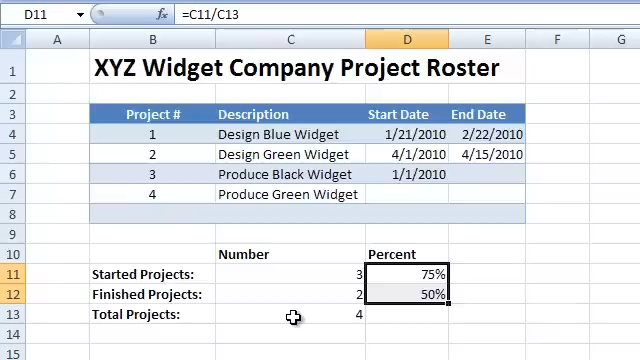 D11 fx =C11/C13
A B C D E F G
1 XYZ Widget Company Project Roster
2
3 Project # Description Start Date End Date
4 1 Design Blue Widget 1/21/2010 2/22/2010
5 2 Design Green Widget 4/1/2010 4/15/2010
6 3 Produce Black Widget 1/1/2010
7 4 Produce Green Widget
8
9
10 Number Percent
11 Started Projects: 3 75%
12 Finished Projects: 2 50%
13 Total Projects: 4
14
15